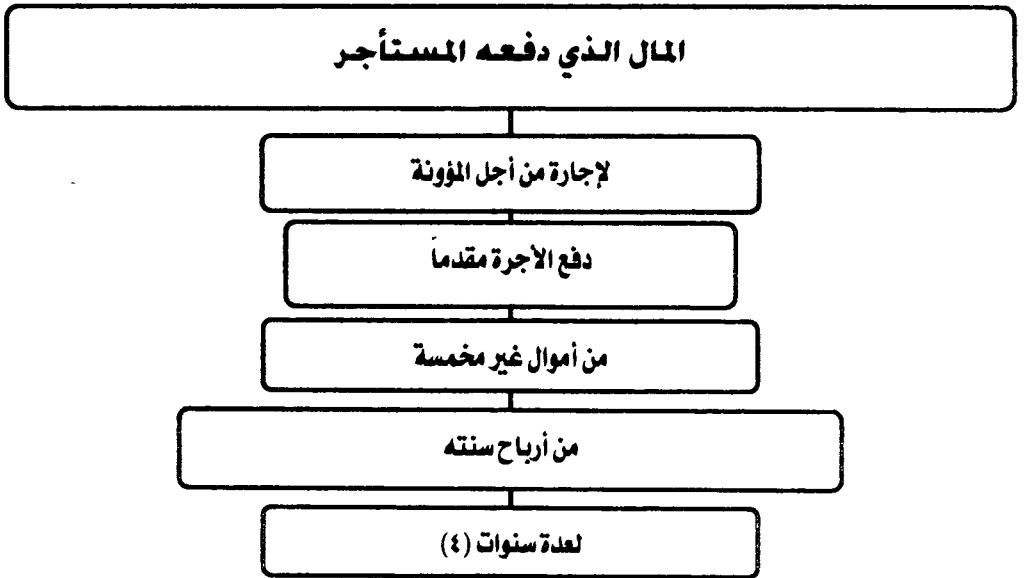 المال الذي دفعه المستأجر
لإجارة من أجل المؤونة
دفع الأجرة مقدماً
من أموال غير مخمسة
من أرباح سنته
لعدة سنوات (٤)